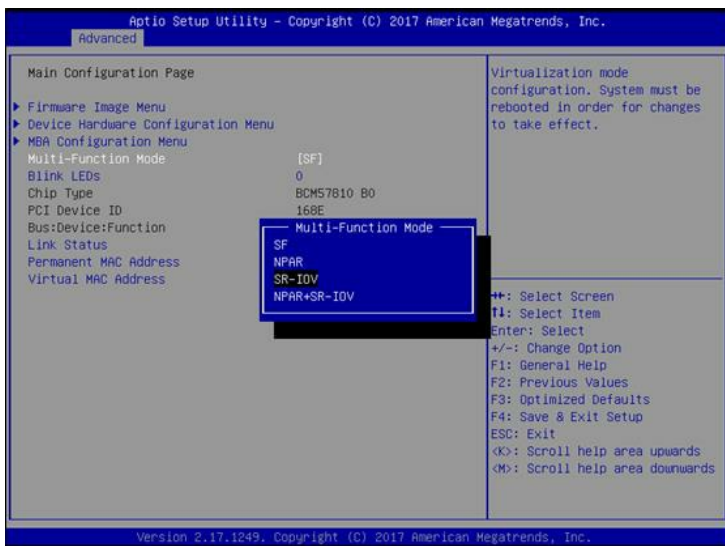 Aptio Setup Utility – Copyright (C) 2017 American Megatrends, Inc.
Advanced
Main Configuration Page
Firmware Image Menu
Device Hardware Configuration Menu
MBA Configuration Menu
Multi-Function Mode [SF]
Blink LEDs 0
Chip Type BCM57810 B0
PCI Device ID 168E
Bus:Device:Function
Link Status
Permanent MAC Address
Virtual MAC Address
Multi-Function Mode
SF
NPAR
SR-IOV
NPAR+SR-IOV
Virtualization mode
configuration. System must be
rebooted in order for changes
to take effect.
→←: Select Screen
↑↓: Select Item
Enter: Select
+/-: Change Option
F1: General Help
F2: Previous Values
F3: Optimized Defaults
F4: Save & Exit Setup
ESC: Exit
<K>: Scroll help area upwards
<M>: Scroll help area downwards
Version 2.17.1249. Copyright (C) 2017 American Megatrends, Inc.